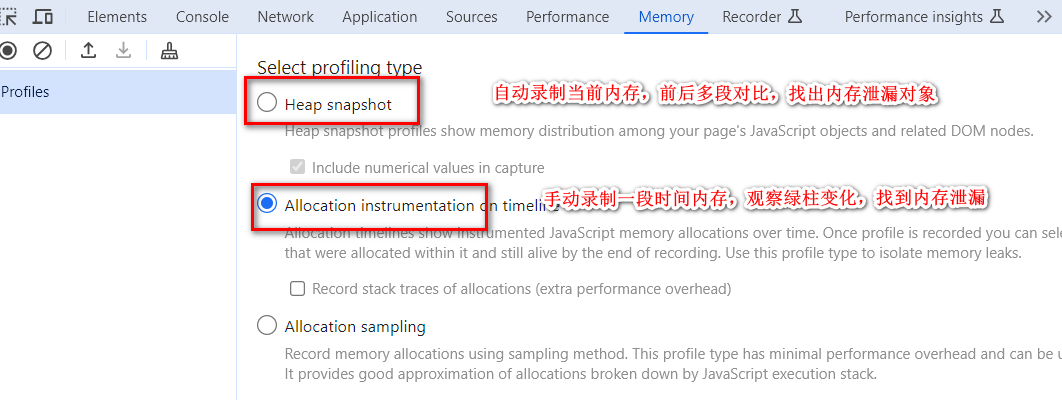 Elements Console Network Application Sources Performance Memory Recorder Performance insights
Select profiling type
Profiles
Heap snapshot
自动录制当前内存，前后多段对比，找出内存泄漏对象
Heap snapshot profiles show memory distribution among your page's JavaScript objects and related DOM nodes.
Include numerical values in capture
Allocation instrumentation on timeline
手动录制一段时间内存，观察绿柱变化，找到内存泄漏
Allocation timelines show instrumented JavaScript memory allocations over time. Once profile is recorded you can sele
that were allocated within it and still alive by the end of recording. Use this profile type to isolate memory leaks.
Record stack traces of allocations (extra performance overhead)
Allocation sampling
Record memory allocations using sampling method. This profile type has minimal performance overhead and can be u
It provides good approximation of allocations broken down by JavaScript execution stack.